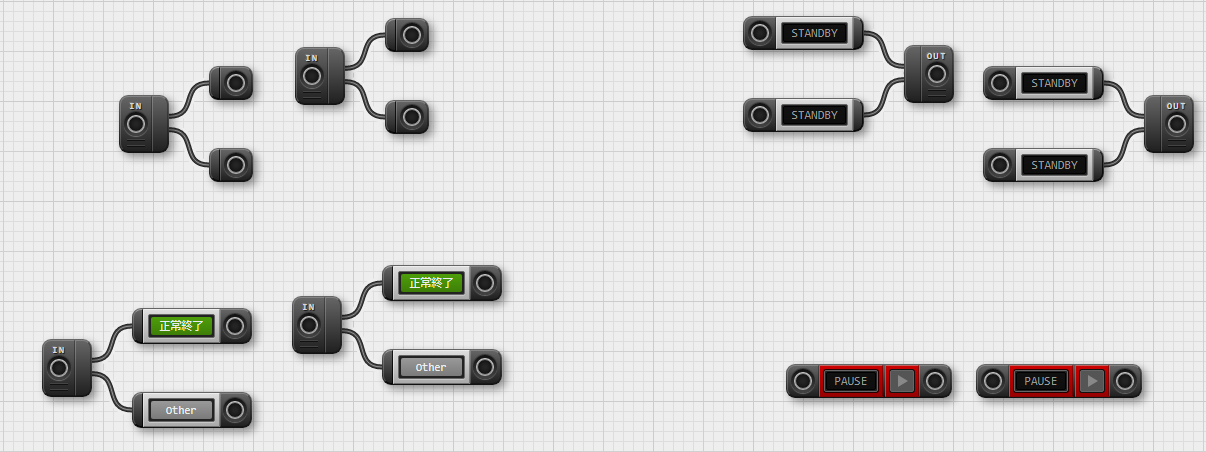 STANDBY
IN
OUT
STANDBY
IN
OUT
STANDBY
STANDBY
正常終了
IN
正常終了
IN
Other
PAUSE
PAUSE
Other